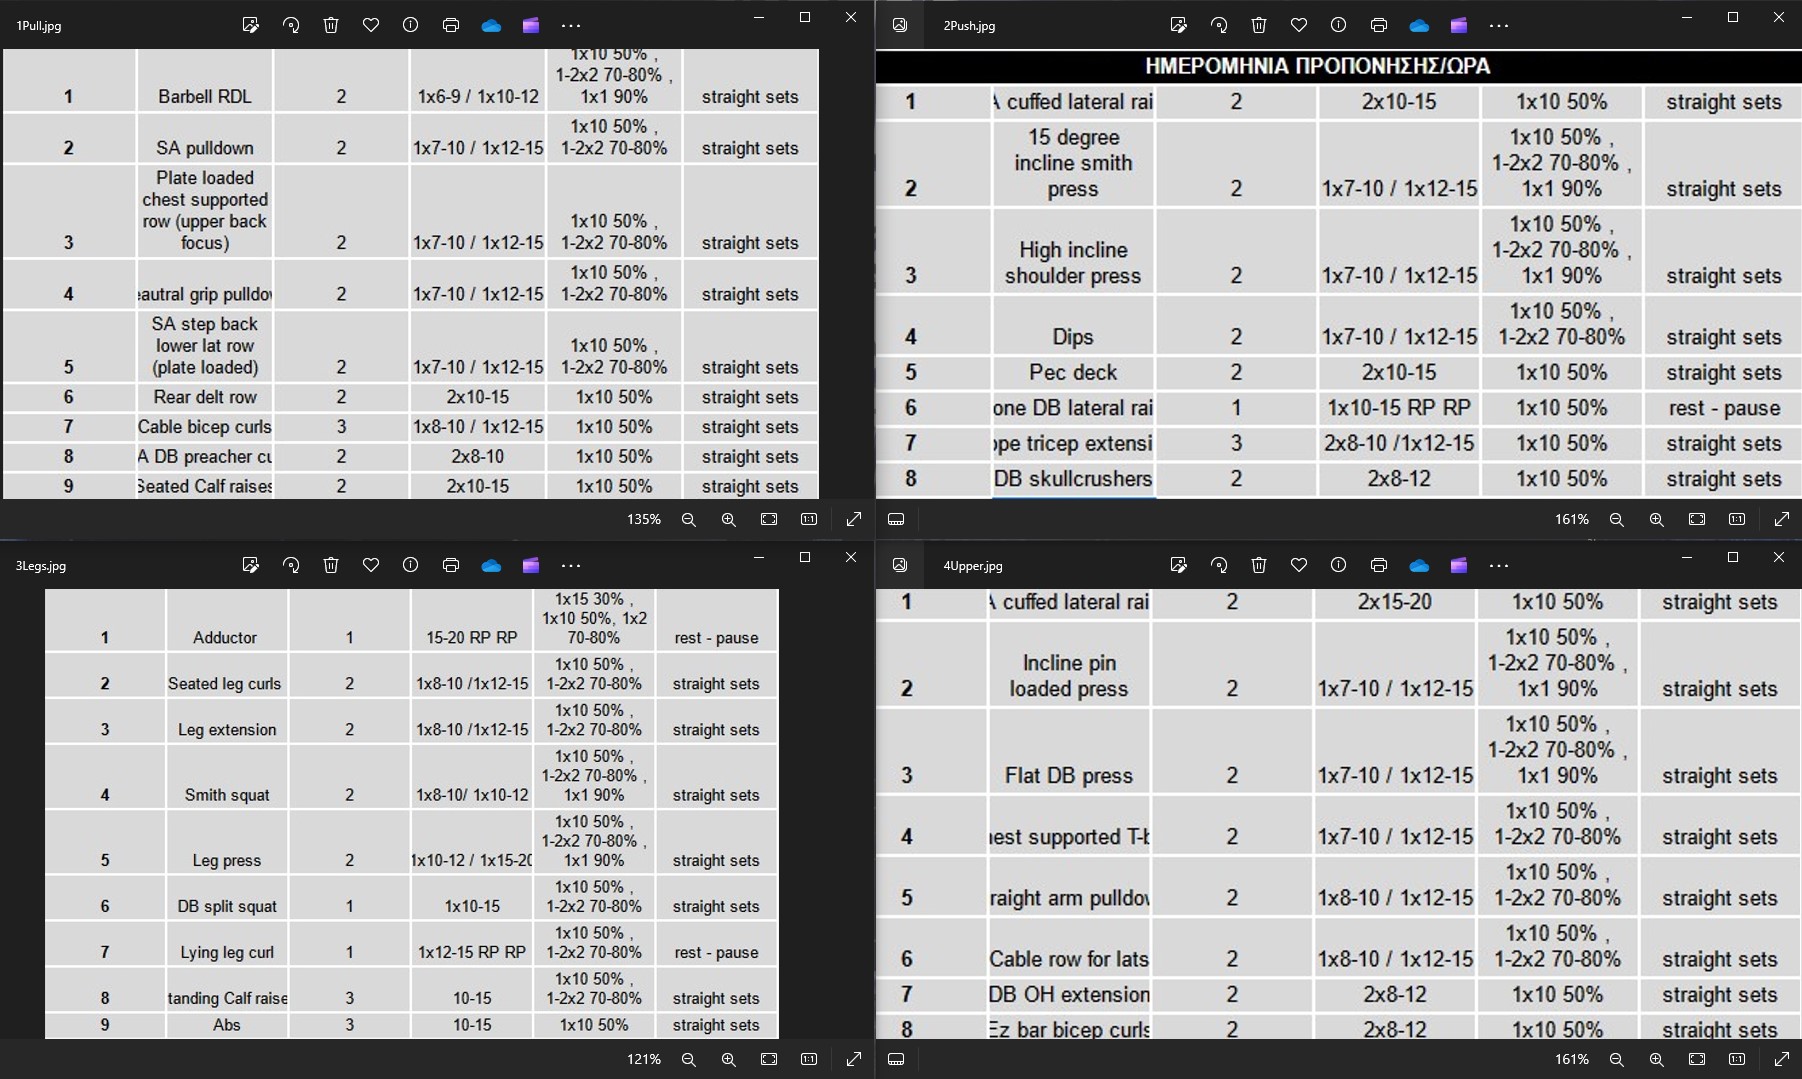 1Pull.jpg
1x10 50%
1-2x2 70-80% ,
1 Barbell RDL 2 1x6-9 / 1x10-12 1x1 90% straight sets
1x10 50% ,
2 SA pulldown 2 1x7-10 / 1x12-15 1-2x2 70-80% straight sets
Plate loaded
chest supported
row (upper back 1x10 50% ,
3 focus) 2 1x7-10 / 1x12-15 1-2x2 70-80% straight sets
1x10 50% ,
4 eautral grip pulldov 2 1x7-10 / 1x12-15 1-2x2 70-80% straight sets
SA step back
lower lat row 1x10 50% ,
5 (plate loaded) 2 1x7-10 / 1x12-15 1-2x2 70-80% straight sets
6 Rear delt row 2 2x10-15 1x10 50% straight sets
7 Cable bicep curls 3 1x8-10 / 1x12-15 1x10 50% straight sets
8 A DB preacher cu 2 2x8-10 1x10 50% straight sets
9 Seated Calf raises 2 2x10-15 1x10 50% straight sets
135%
2Push.jpg
ΗΜΕΡΟΜΗΝΙΑ ΠΡΟΠΟΝΗΣΗΣ/ΩΡΑ
1 A cuffed lateral rai 2 2x10-15 1x10 50% straight sets
15 degree 1x10 50% ,
incline smith 1-2x2 70-80% ,
2 press 2 1x7-10 / 1x12-15 1x1 90% straight sets
1x10 50% ,
High incline 1-2x2 70-80% ,
3 shoulder press 2 1x7-10 / 1x12-15 1x1 90% straight sets
1x10 50% ,
4 Dips 2 1x7-10 / 1x12-15 1-2x2 70-80% straight sets
5 Pec deck 2 2x10-15 1x10 50% straight sets
6 one DB lateral rai 1 1x10-15 RP RP 1x10 50% rest - pause
7 ope tricep extensi 3 2x8-10 /1x12-15 1x10 50% straight sets
8 DB skullcrushers 2 2x8-12 1x10 50% straight sets
161%
3Legs.jpg
1x15 30% ,
1x10 50%, 1x2
1 Adductor 1 15-20 RP RP 70-80% rest - pause
1x10 50% ,
2 Seated leg curls 2 1x8-10 /1x12-15 1-2x2 70-80% straight sets
1x10 50% ,
3 Leg extension 2 1x8-10 /1x12-15 1-2x2 70-80% straight sets
1x10 50% ,
1-2x2 70-80% ,
4 Smith squat 2 1x8-10/ 1x10-12 1x1 90% straight sets
1x10 50% ,
1-2x2 70-80% ,
5 Leg press 2 1x10-12 / 1x15-20 1x1 90% straight sets
1x10 50% ,
6 DB split squat 1 1x10-15 1-2x2 70-80% straight sets
1x10 50% ,
7 Lying leg curl 1 1x12-15 RP RP 1-2x2 70-80% rest - pause
1x10 50% ,
8 tanding Calf raise 3 10-15 1-2x2 70-80% straight sets
9 Abs 3 10-15 1x10 50% straight sets
121%
4Upper.jpg
1 A cuffed lateral rai 2 2x15-20 1x10 50% straight sets
1x10 50% ,
Incline pin 1-2x2 70-80% ,
2 loaded press 2 1x7-10 / 1x12-15 1x1 90% straight sets
1x10 50% ,
1-2x2 70-80% ,
3 Flat DB press 2 1x7-10 / 1x12-15 1x1 90% straight sets
1x10 50% ,
4 hest supported T-b 2 1x7-10 / 1x12-15 1-2x2 70-80% straight sets
1x10 50% ,
5 raight arm pulldov 2 1x8-10 / 1x12-15 1-2x2 70-80% straight sets
1x10 50% ,
6 Cable row for lats 2 1x8-10 / 1x12-15 1-2x2 70-80% straight sets
7 DB OH extension 2 2x8-12 1x10 50% straight sets
8 Ez bar bicep curls 2 2x8-12 1x10 50% straight sets
161%